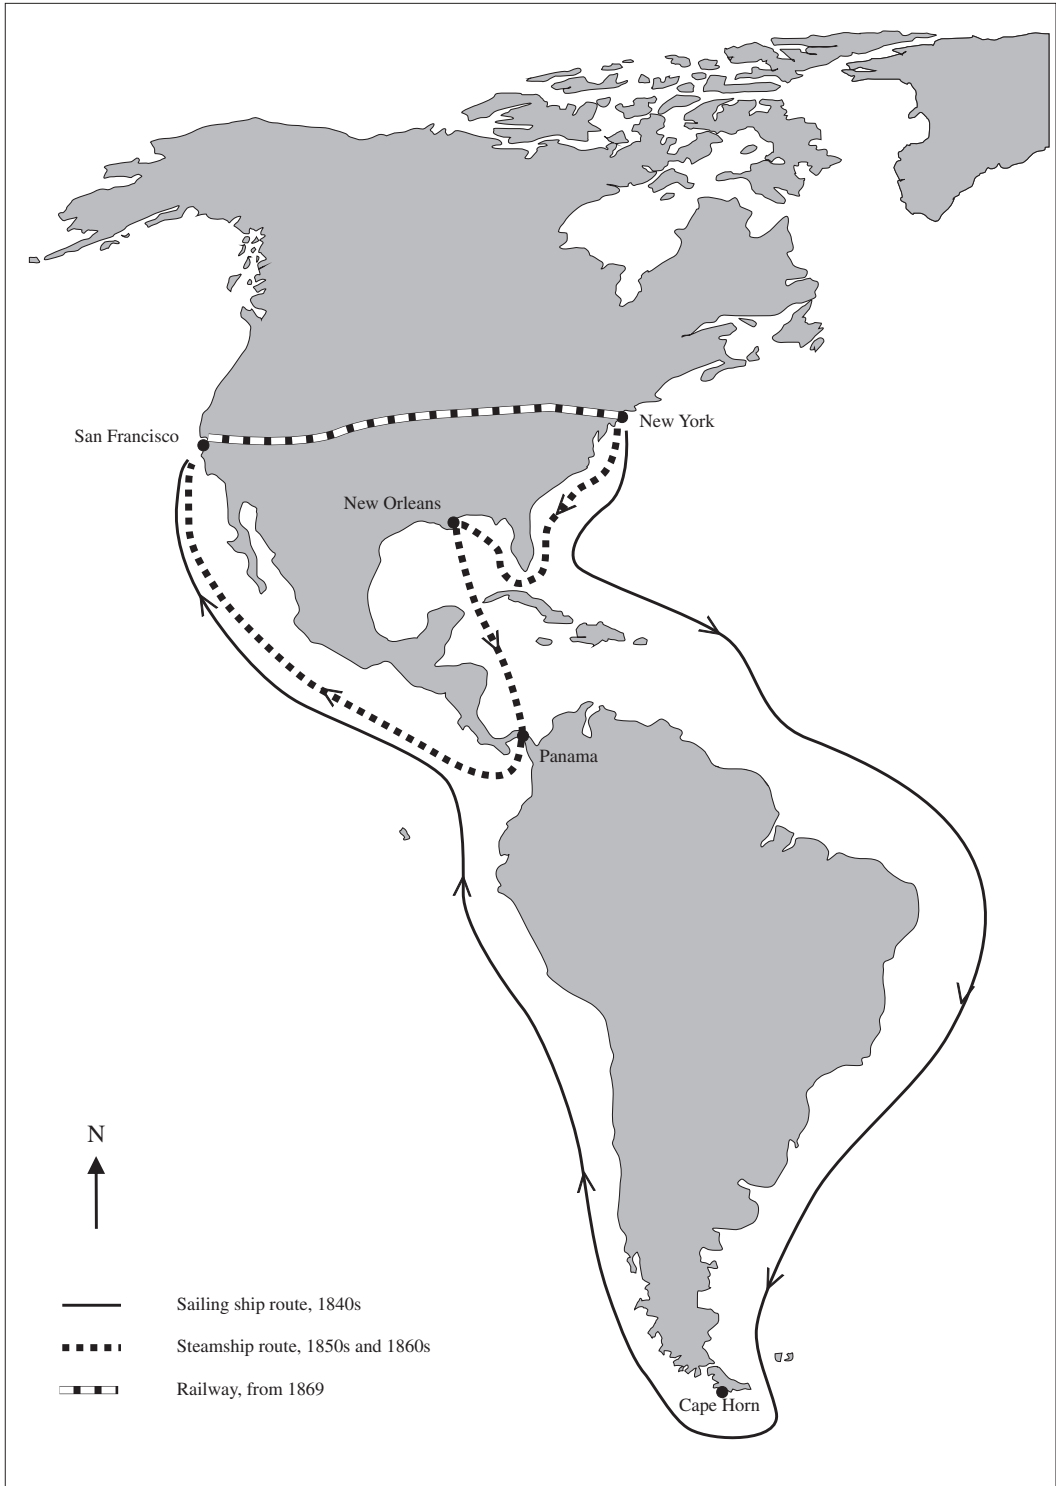 San Francisco
New York
New Orleans
Panama
N
Sailing ship route, 1840s
Steamship route, 1850s and 1860s
Railway, from 1869
Cape Horn